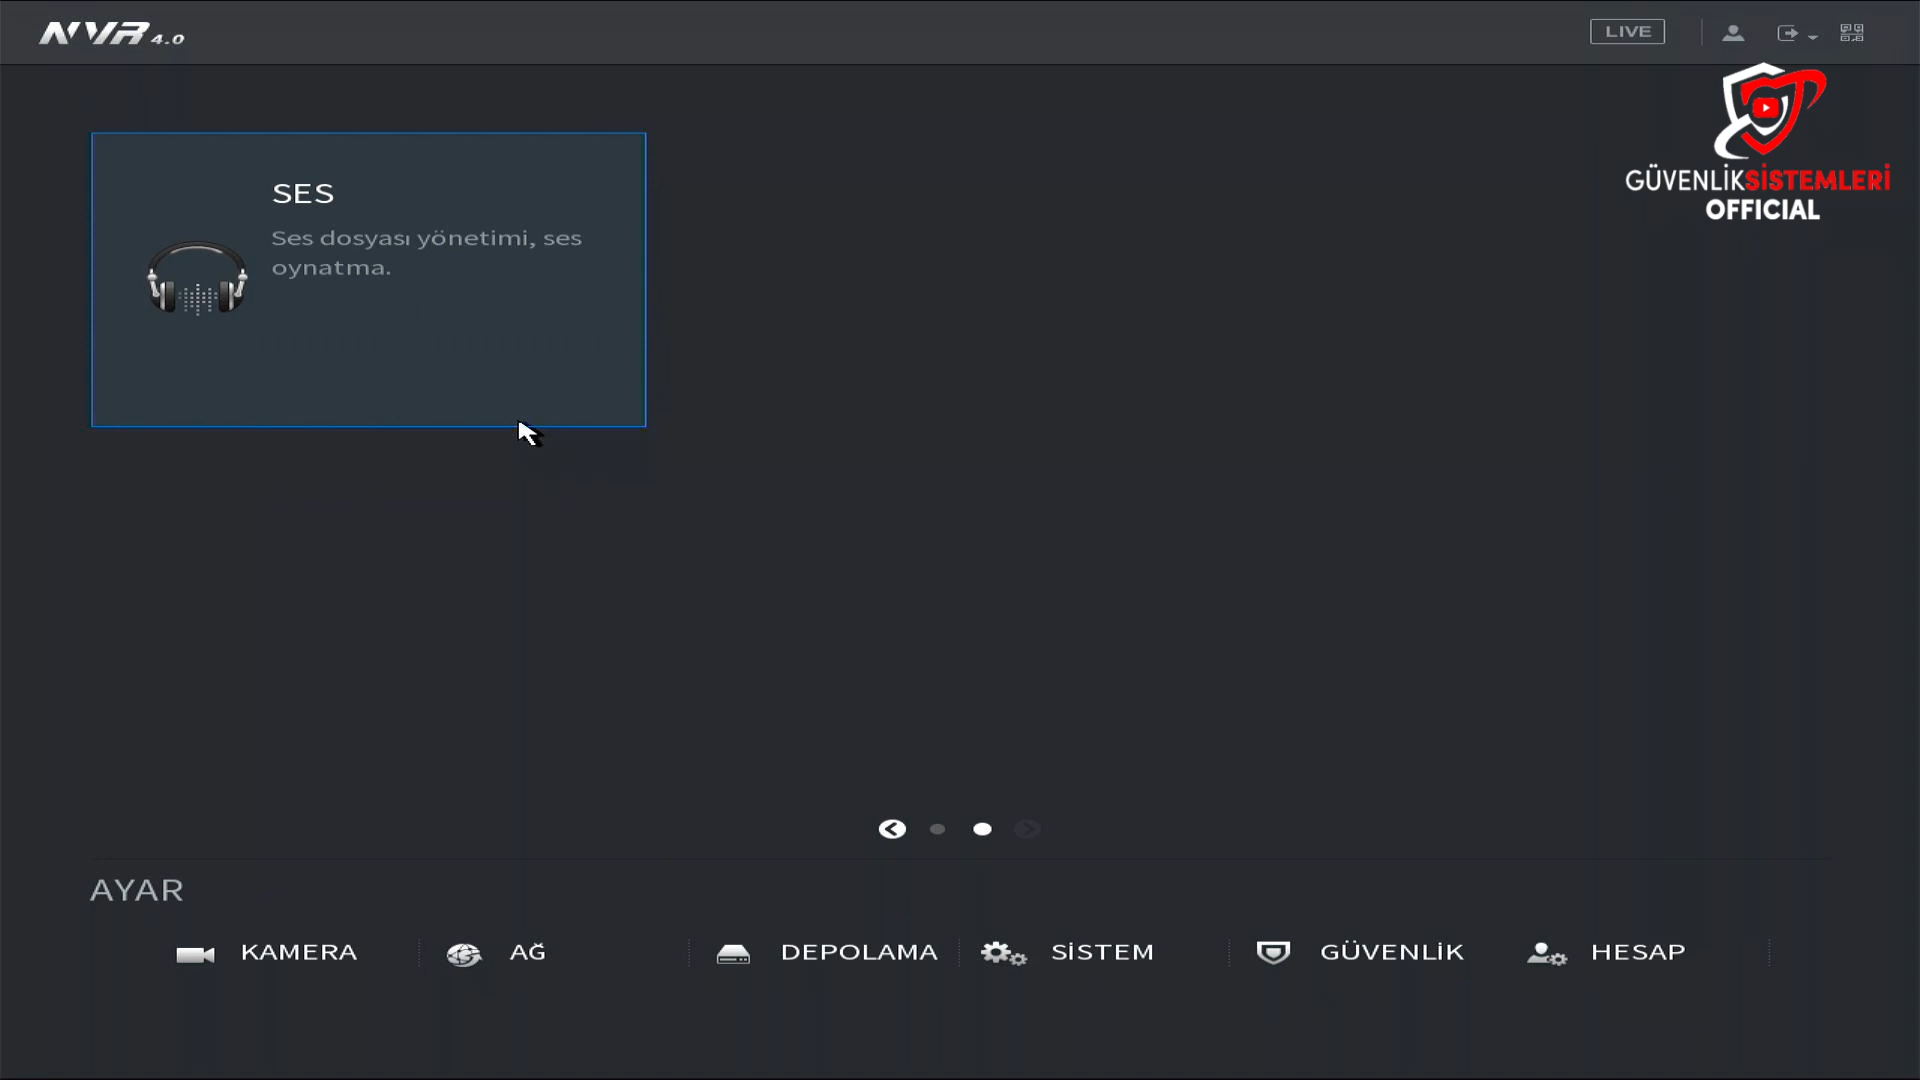 NVR 4.0
LIVE
GÜVENLİKSİSTEMLERİ
OFFICIAL
SES
Ses dosyası yönetimi, ses
oynatma.
AYAR
KAMERA
AĞ
DEPOLAMA
SİSTEM
GÜVENLİK
HESAP